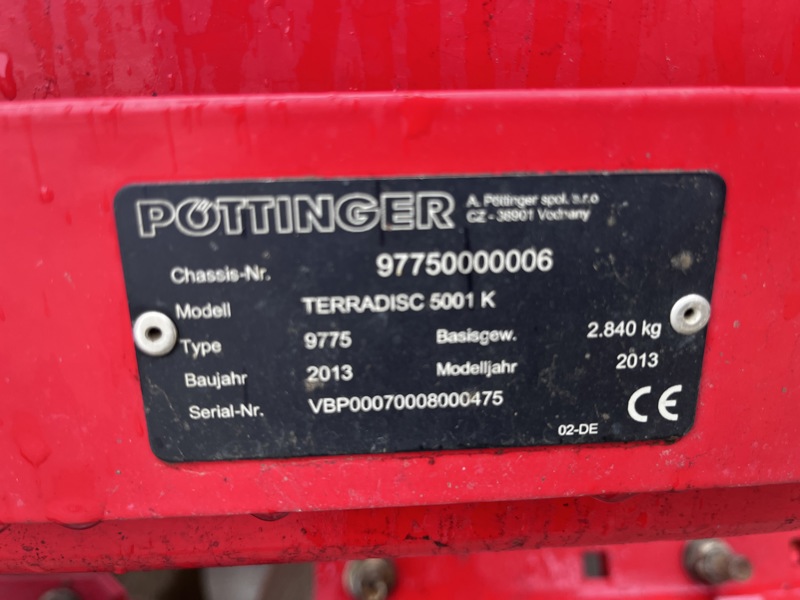 PÖTTINGER A. Pöttinger spol. s.r.o
CZ - 38901 Vodnany
Chassis-Nr. 97750000006
Modell TERRADISC 5001 K
Type 9775 Basisgew. 2.840 kg
Baujahr 2013 Modelljahr 2013
Serial-Nr. VBP00070008000475
02-DE CE